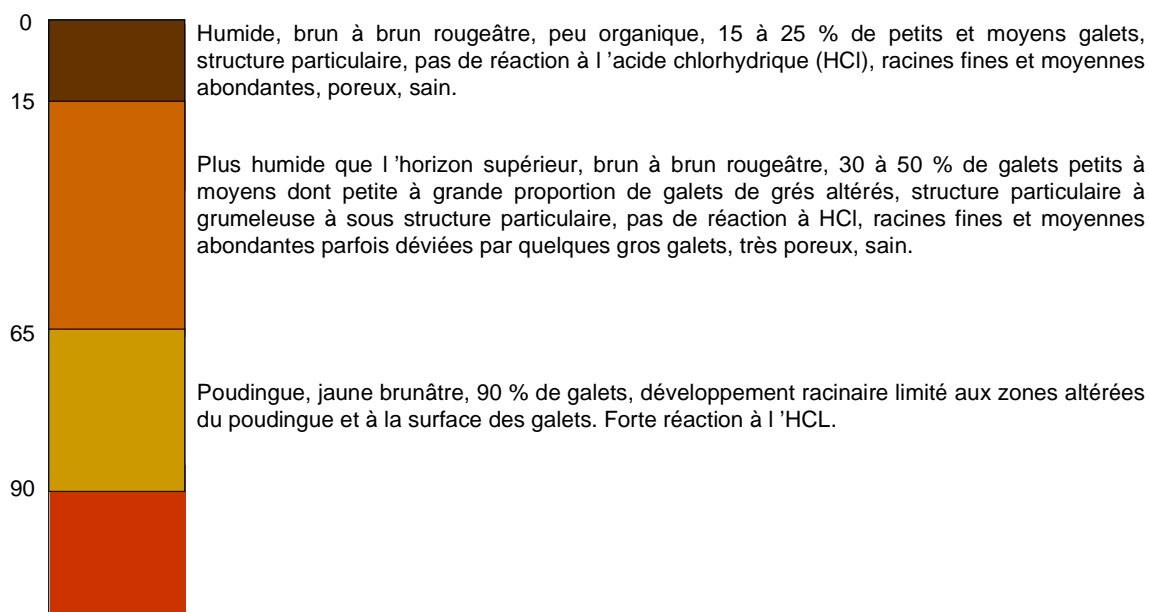 0
Humide, brun à brun rougeâtre, peu organique, 15 à 25 % de petits et moyens galets,
structure particulaire, pas de réaction à l ’acide chlorhydrique (HCl), racines fines et moyennes
abondantes, poreux, sain.
15
Plus humide que l ’horizon supérieur, brun à brun rougeâtre, 30 à 50 % de galets petits à
moyens dont petite à grande proportion de galets de grés altérés, structure particulaire à
grumeleuse à sous structure particulaire, pas de réaction à HCl, racines fines et moyennes
abondantes parfois déviées par quelques gros galets, très poreux, sain.
65
Poudingue, jaune brunâtre, 90 % de galets, développement racinaire limité aux zones altérées
du poudingue et à la surface des galets. Forte réaction à l ’HCL.
90